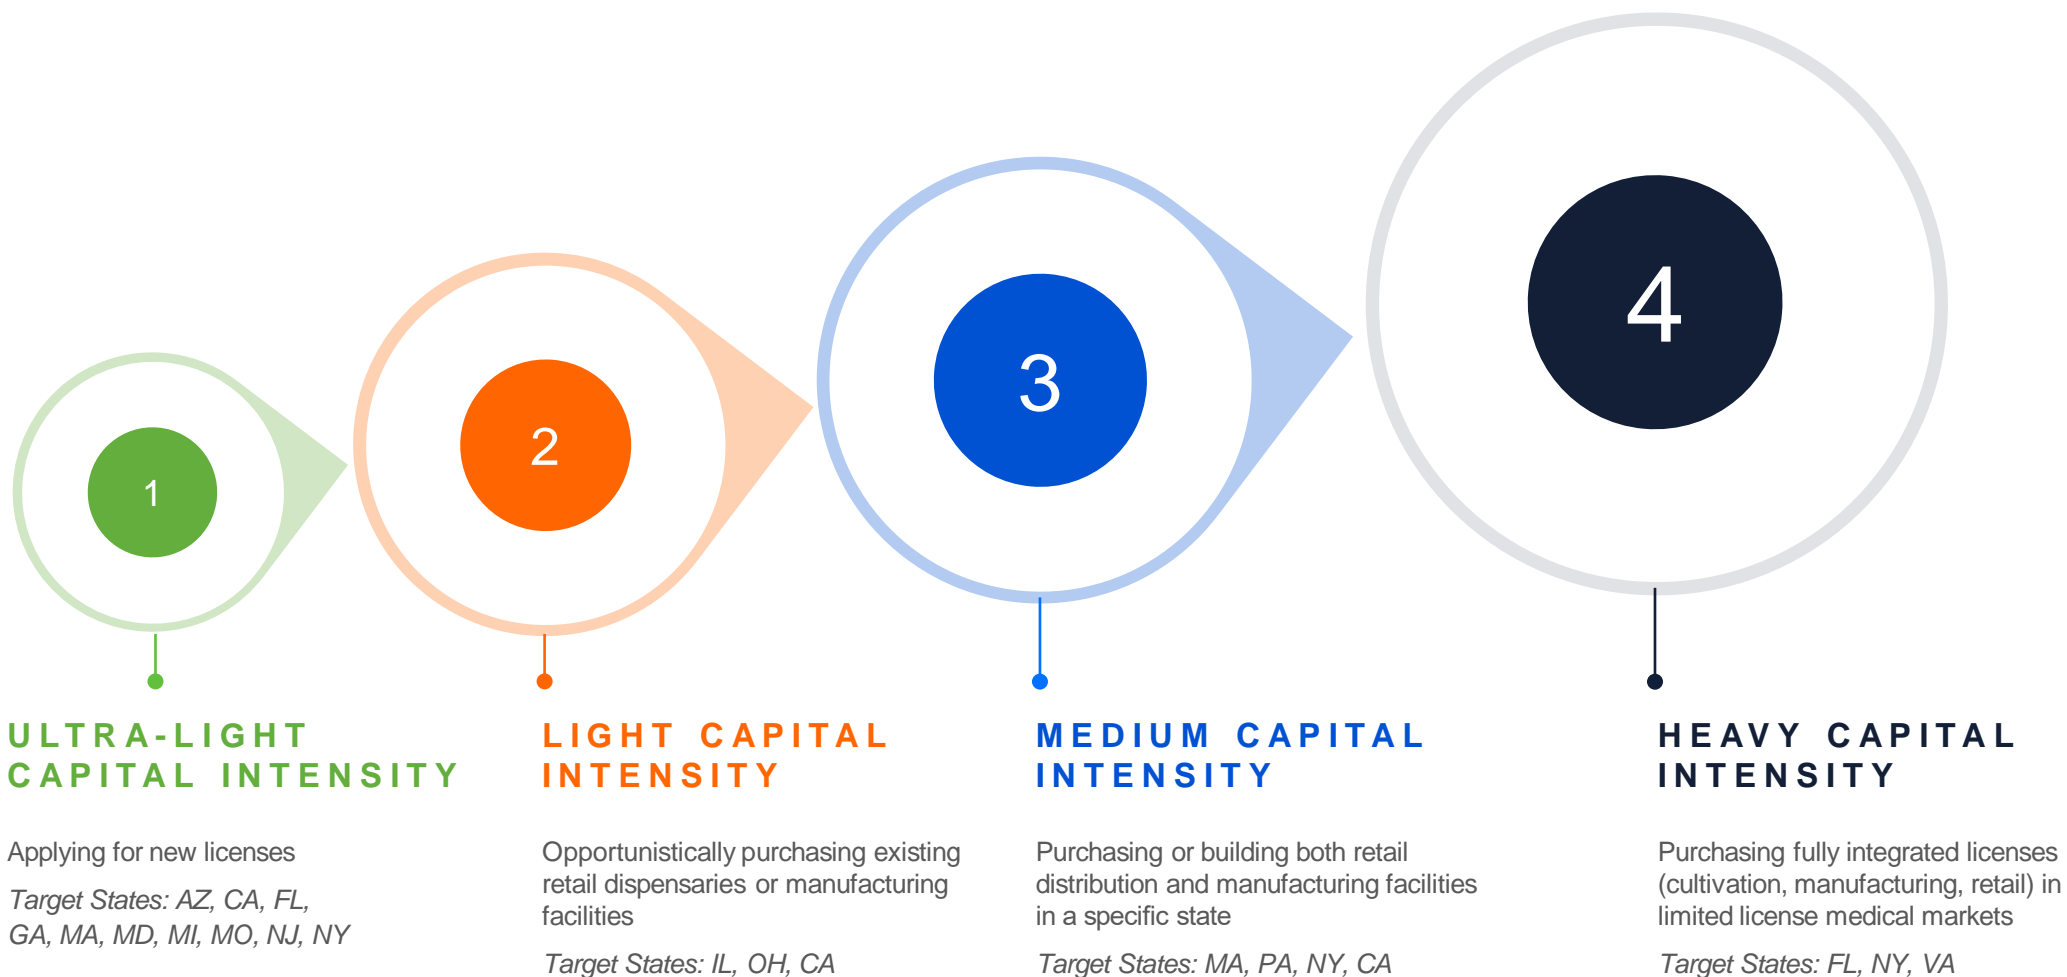 1
2
3
4
ULTRA-LIGHT
CAPITAL INTENSITY
Applying for new licenses
Target States: AZ, CA, FL,
GA, MA, MD, MI, MO, NJ, NY
LIGHT CAPITAL
INTENSITY
Opportunistically purchasing existing
retail dispensaries or manufacturing
facilities
Target States: IL, OH, CA
MEDIUM CAPITAL
INTENSITY
Purchasing or building both retail
distribution and manufacturing facilities
in a specific state
Target States: MA, PA, NY, CA
HEAVY CAPITAL
INTENSITY
Purchasing fully integrated licenses
(cultivation, manufacturing, retail) in
limited license medical markets
Target States: FL, NY, VA